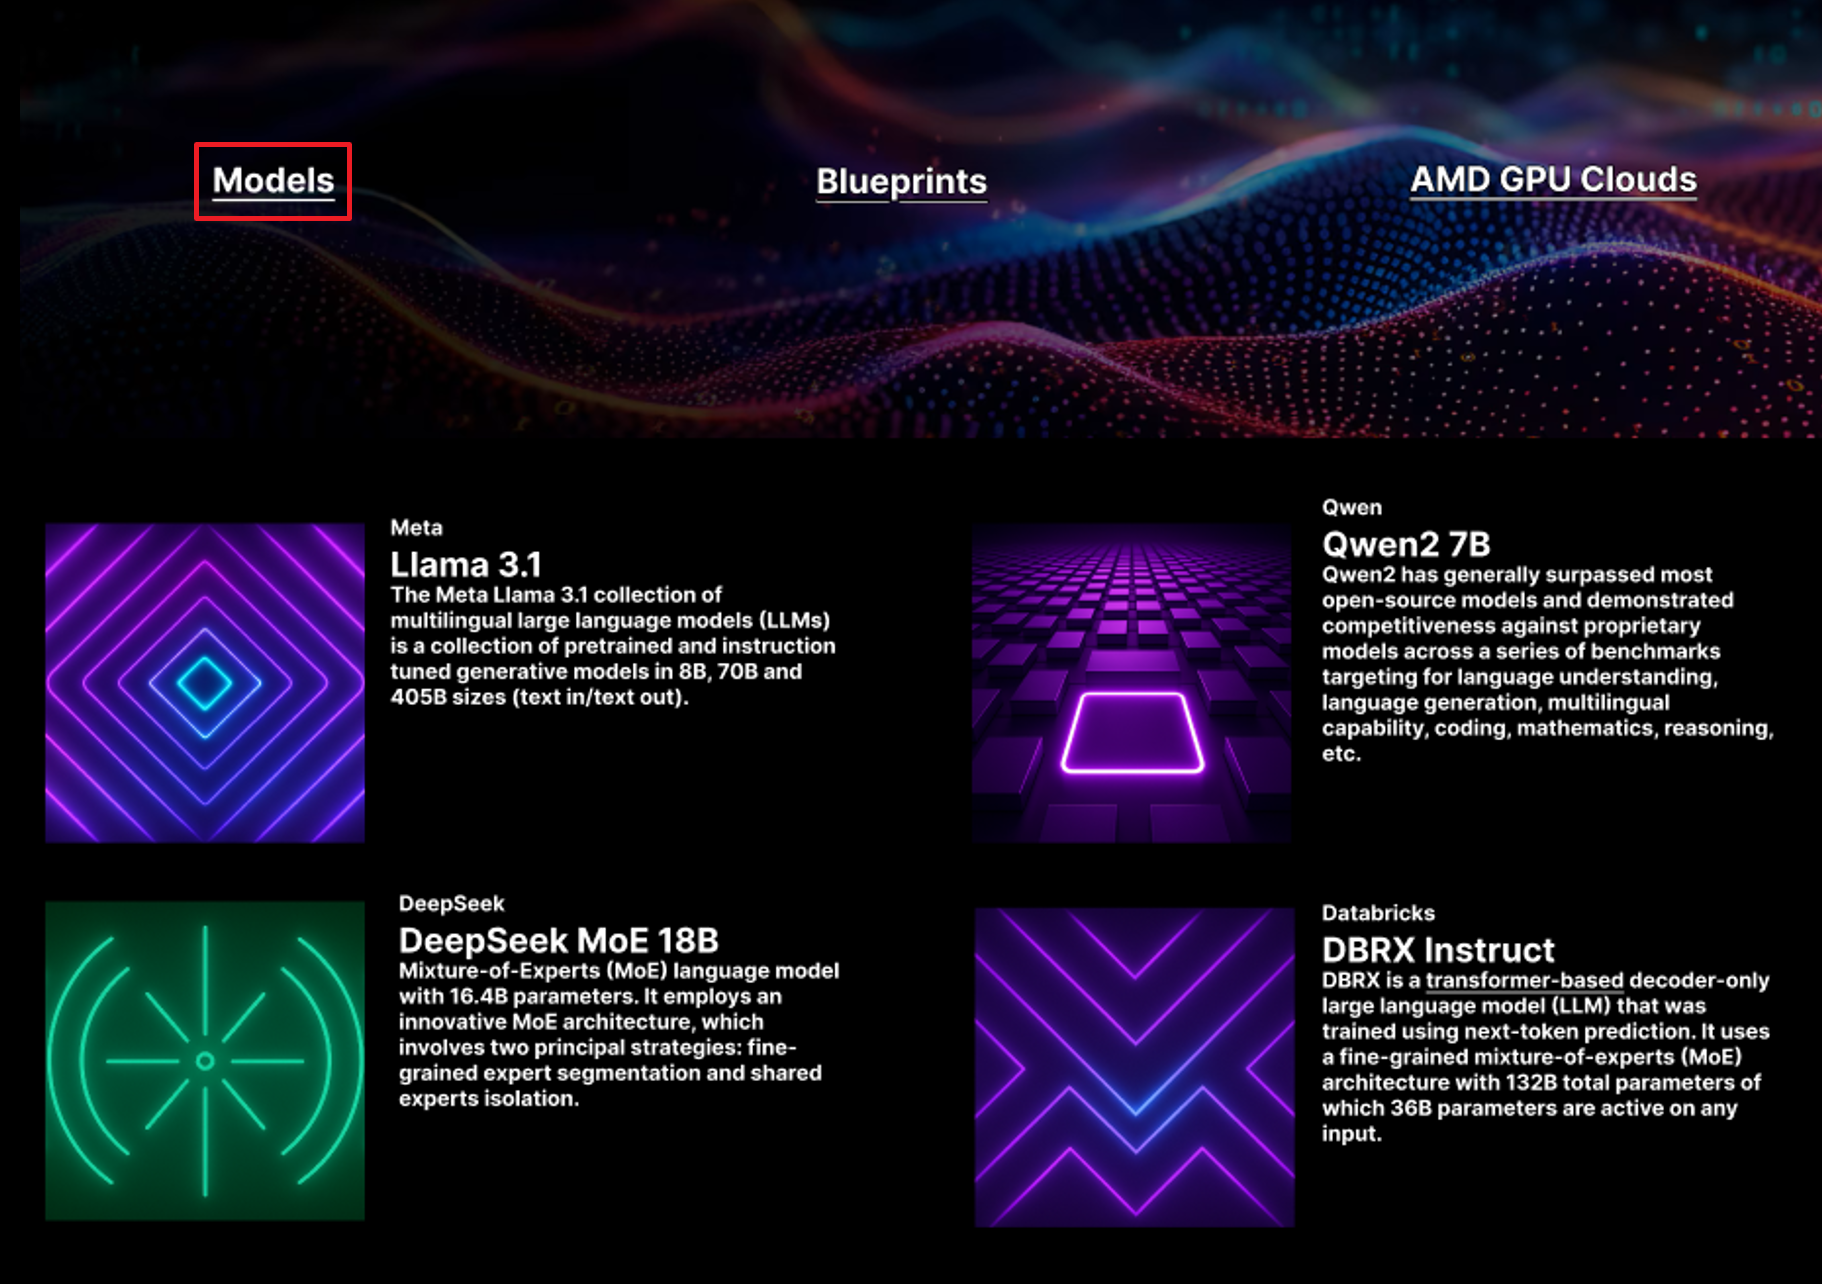 Models
Blueprints
AMD GPU Clouds
Meta
Llama 3.1
The Meta Llama 3.1 collection of
multilingual large language models (LLMs)
is a collection of pretrained and instruction
tuned generative models in 8B, 70B and
405B sizes (text in/text out).
Qwen
Qwen2 7B
Qwen2 has generally surpassed most
open-source models and demonstrated
competitiveness against proprietary
models across a series of benchmarks
targeting for language understanding,
language generation, multilingual
capability, coding, mathematics, reasoning,
etc.
DeepSeek
DeepSeek MoE 18B
Mixture-of-Experts (MoE) language model
with 16.4B parameters. It employs an
innovative MoE architecture, which
involves two principal strategies: fine-
grained expert segmentation and shared
experts isolation.
Databricks
DBRX Instruct
DBRX is a transformer-based decoder-only
large language model (LLM) that was
trained using next-token prediction. It uses
a fine-grained mixture-of-experts (MoE)
architecture with 132B total parameters of
which 36B parameters are active on any
input.